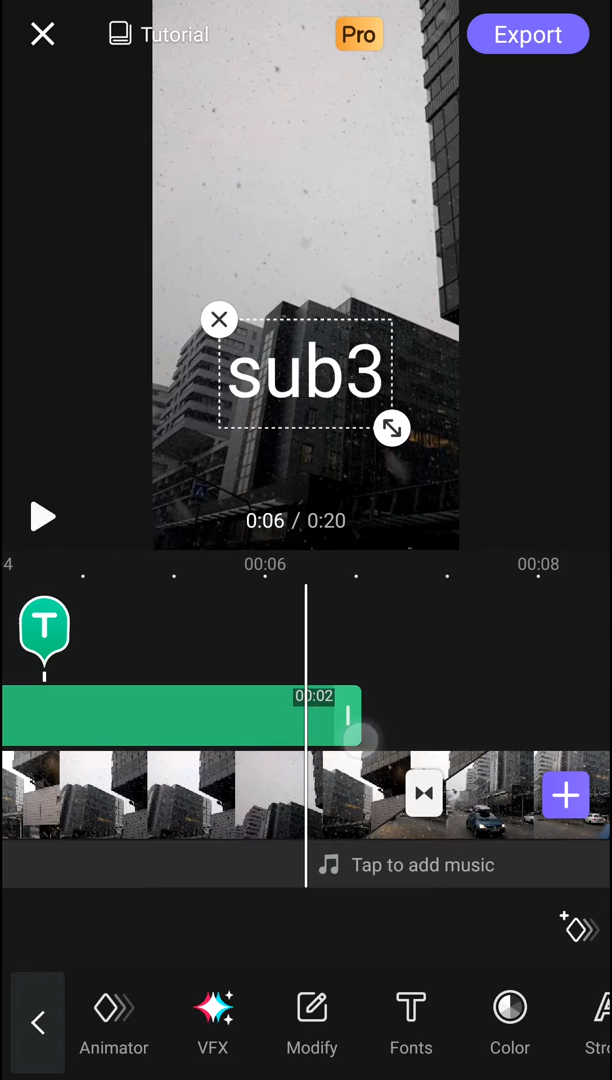 Tutorial
Pro
Export
sub3
0:06 / 0:20
4
00:06
00:08
T
00:02
Tap to add music
Animator
VFX
Modify
Fonts
Color